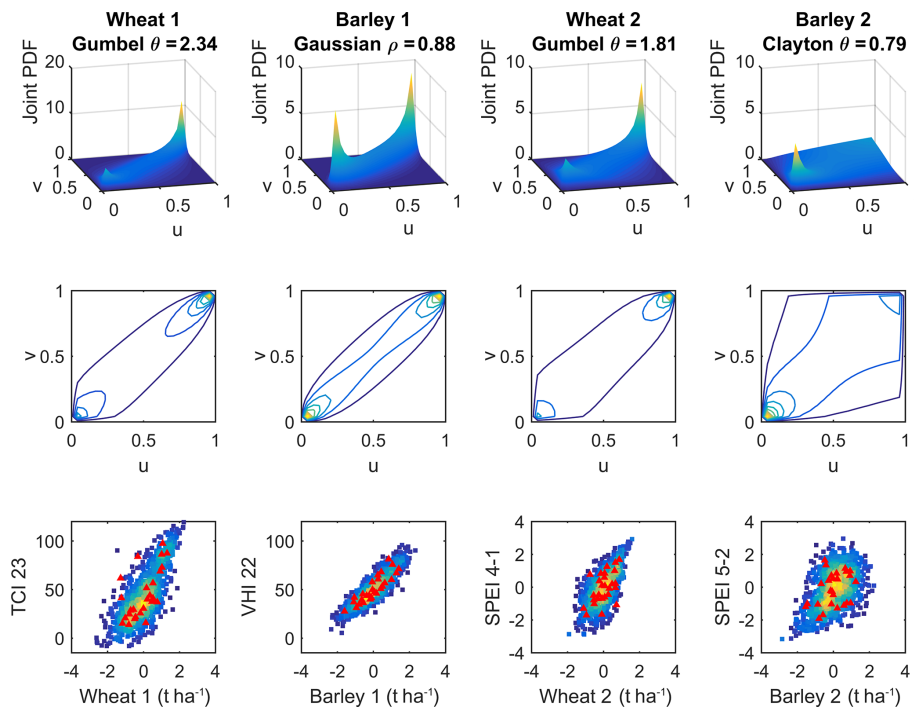 Wheat 1
Gumbel θ = 2.34
Barley 1
Gaussian ρ = 0.88
Wheat 2
Gumbel θ = 1.81
Barley 2
Clayton θ = 0.79
Joint PDF
20
10
0
1
0.5
0
v
0
0.5
1
u
Joint PDF
10
5
0
1
0.5
0
v
0
0.5
1
u
Joint PDF
10
5
0
1
0.5
0
v
0
0.5
1
u
Joint PDF
10
5
0
1
0.5
0
v
0
0.5
1
u
v
1
0.5
0
0
0.5
1
u
v
1
0.5
0
0
0.5
1
u
v
1
0.5
0
0
0.5
1
u
v
1
0.5
0
0
0.5
1
u
TCI 23
100
50
0
-4 -2 0 2 4
Wheat 1 (t ha-1)
VHI 22
100
50
0
-4 -2 0 2 4
Barley 1 (t ha-1)
SPEI 4-1
4
2
0
-2
-4
-4 -2 0 2 4
Wheat 2 (t ha-1)
SPEI 5-2
4
2
0
-2
-4
-4 -2 0 2 4
Barley 2 (t ha-1)